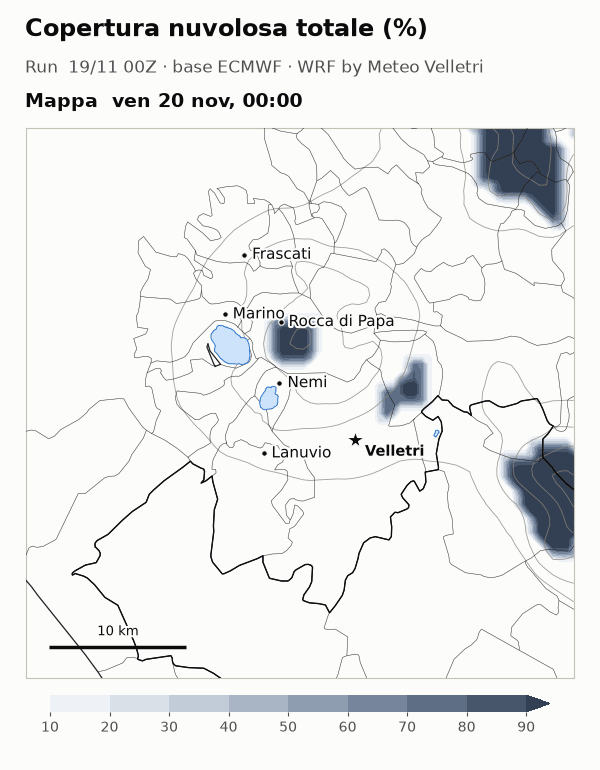 Copertura nuvolosa totale (%)
Run  19/11 00Z · base ECMWF · WRF by Meteo Velletri
Mappa  ven 20 nov, 00:00
Frascati
Marino
Rocca di Papa
Nemi
Velletri
Lanuvio
10 km
10 20 30 40 50 60 70 80 90